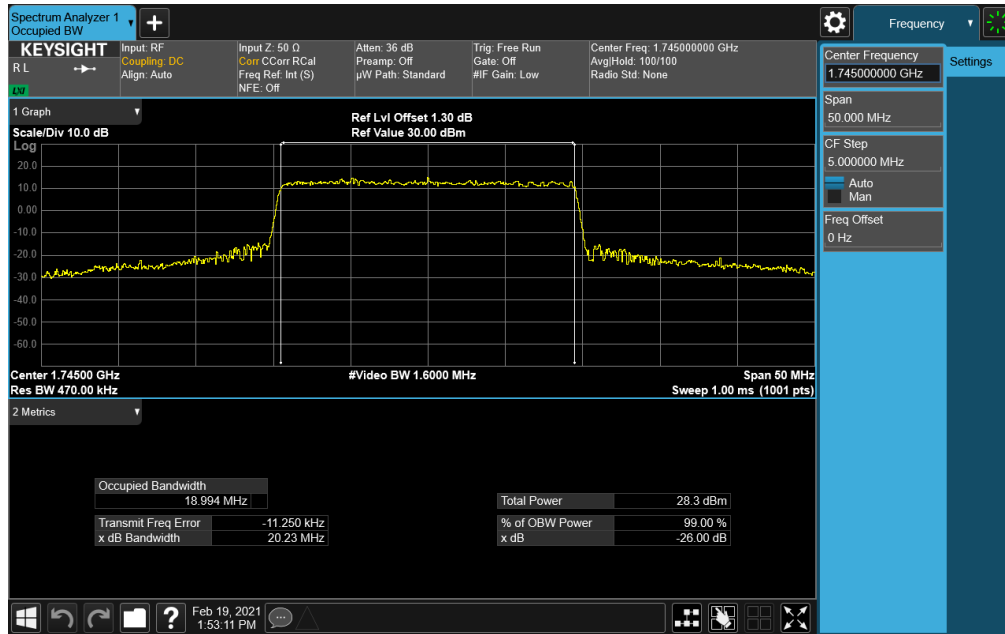 Spectrum Analyzer 1
Occupied BW
Frequency
KEYSIGHT
R L
LXI
Input: RF
Coupling: DC
Align: Auto
Input Z: 50 Ω
Corr CCorr RCal
Freq Ref: Int (S)
NFE: Off
Atten: 36 dB
Preamp: Off
µW Path: Standard
Trig: Free Run
Gate: Off
#IF Gain: Low
Center Freq: 1.745000000 GHz
Avg|Hold: 100/100
Radio Std: None
Center Frequency
1.745000000 GHz
Settings
Span
50.000 MHz
CF Step
5.000000 MHz
Auto
Man
Freq Offset
0 Hz
1 Graph
Scale/Div 10.0 dB
Ref Lvl Offset 1.30 dB
Ref Value 30.00 dBm
Log
20.0
10.0
0.00
-10.0
-20.0
-30.0
-40.0
-50.0
-60.0
Center 1.74500 GHz
#Video BW 1.6000 MHz
Span 50 MHz
Res BW 470.00 kHz
Sweep 1.00 ms (1001 pts)
2 Metrics
Occupied Bandwidth
18.994 MHz
Total Power 28.3 dBm
Transmit Freq Error -11.250 kHz
% of OBW Power 99.00 %
x dB Bandwidth 20.23 MHz
x dB -26.00 dB
Feb 19, 2021
1:53:11 PM